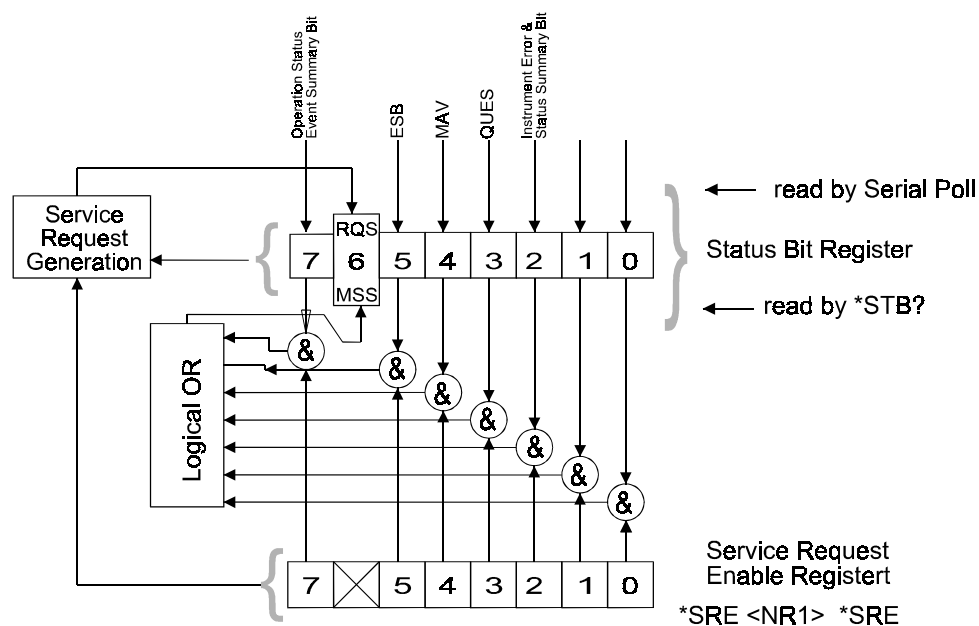 Operation Status
Event Summary Bit
ESB
MAV
QUES
Instrument Error &
Status Summary BIt
read by Serial Poll
Service
Request
Generation
RQS
7 6 5 4 3 2 1 0
MSS
Status Bit Register
read by *STB?
Logical OR
&
&
&
&
&
&
&
Service Request
Enable Registert
7 5 4 3 2 1 0
*SRE <NR1> *SRE